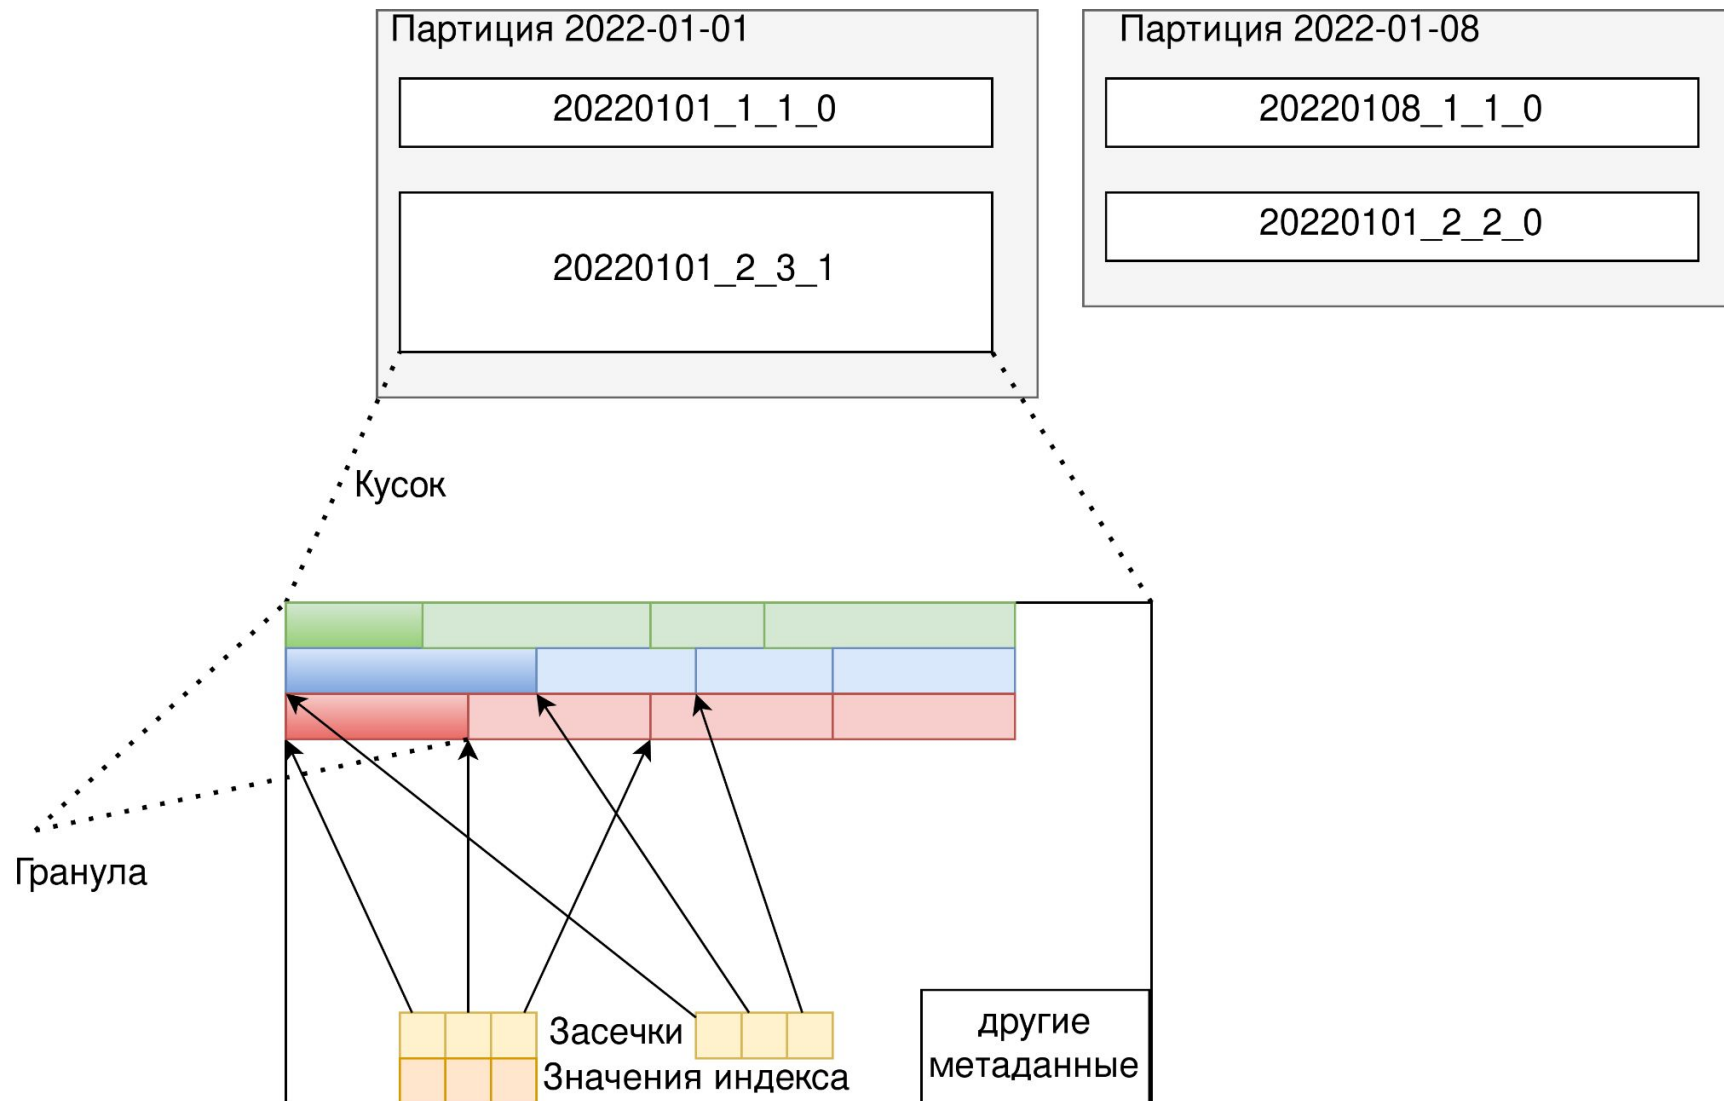 Партиция 2022-01-01
20220101_1_1_0
20220101_2_3_1
Партиция 2022-01-08
20220108_1_1_0
20220101_2_2_0
Кусок
Гранула
Засечки
Значения индекса
другие
метаданные